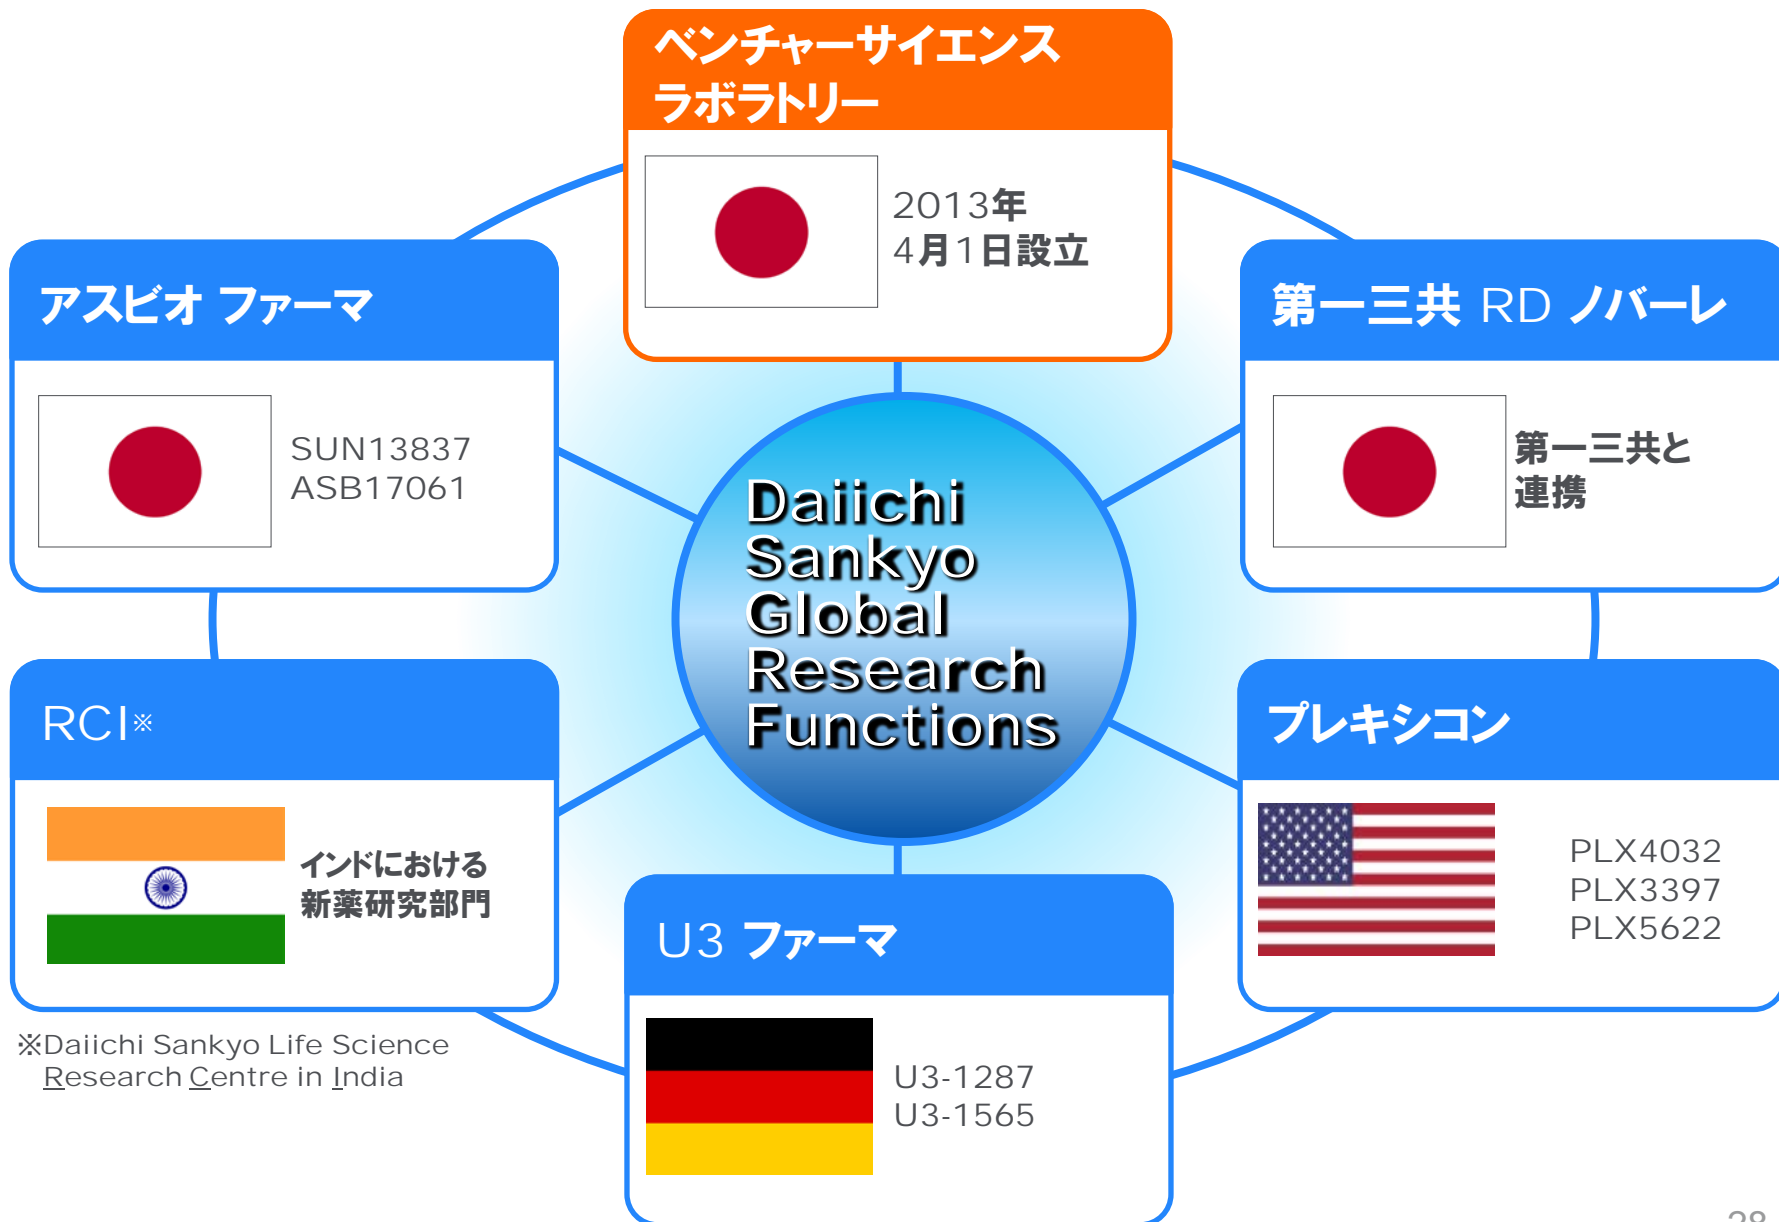 ベンチャーサイエンス
ラボラトリー
2013年
4月1日設立
アスビオ ファーマ
SUN13837
ASB17061
第一三共 RD ノバーレ
第一三共と
連携
Daiichi
Sankyo
Global
Research
Functions
RCI※
インドにおける
新薬研究部門
プレキシコン
PLX4032
PLX3397
PLX5622
U3 ファーマ
U3-1287
U3-1565
※Daiichi Sankyo Life Science
Research Centre in India